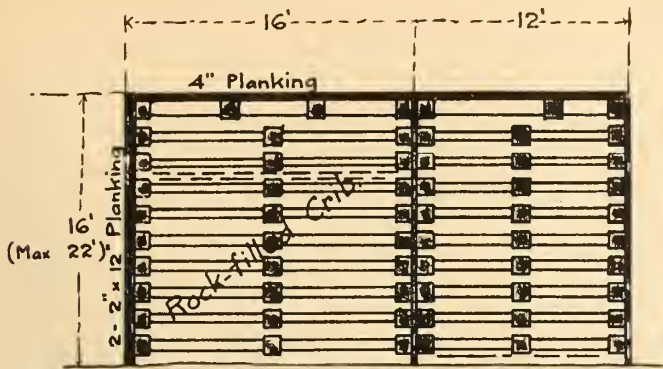 16' 12'
4" Planking
16'
(Max 22')
2 - 2" x 12" Planking
Rock-filled Crib.